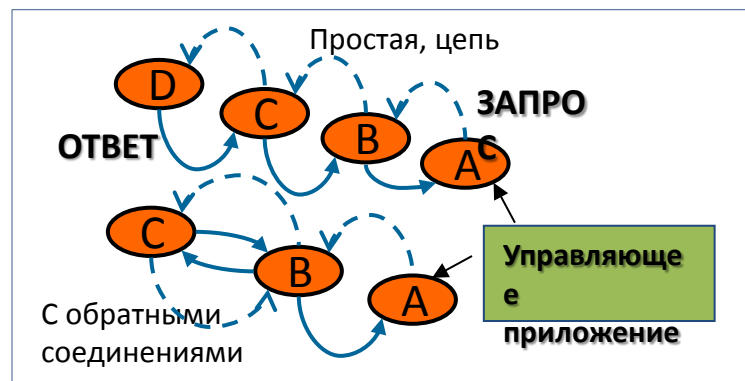 Простая, цепь
D
ЗАПРО
С
C
B
ОТВЕТ
A
C
B
A
Управляюще
е
приложение
С обратными
соединениями